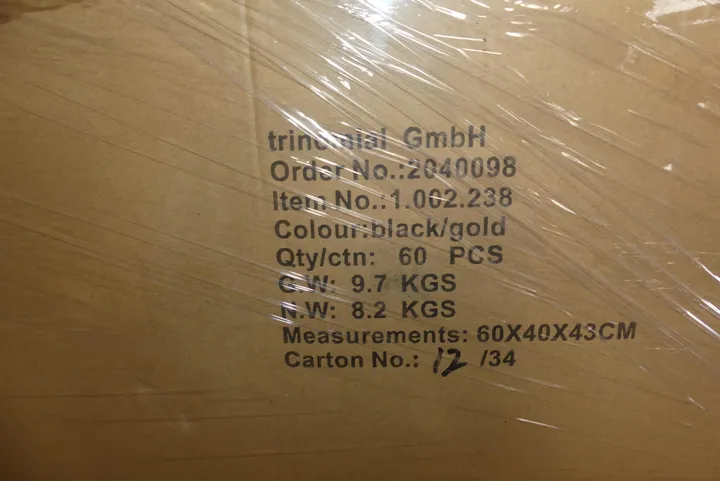 trinomial GmbH
Order No.:2040098
Item No.:1.002.238
Colour:black/gold
Qty/ctn: 60 PCS
G.W: 9.7 KGS
N.W: 8.2 KGS
Measurements: 60X40X43CM
Carton No.: 12 /34